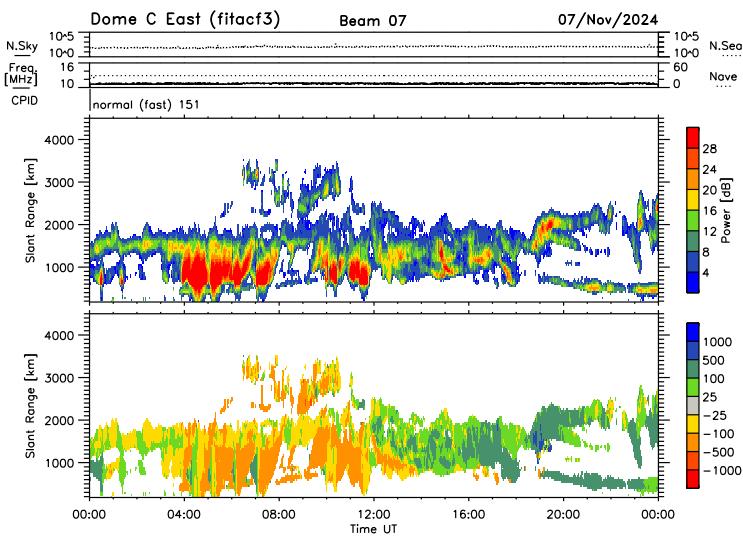 Dome C East (fitacf3) Beam 07 07/Nov/2024
N.Sky 10^5 10^0 10^5 10^0 N.Sea
Freq [MHz] 16 10 60 0 Nave
CPID normal (fast) 151
Slant Range [km] 4000 3000 2000 1000
Power [dB] 28 24 20 16 12 8 4
Slant Range [km] 4000 3000 2000 1000
1000 500 100 25 -25 -100 -500 -1000
00:00 04:00 08:00 12:00 16:00 20:00 00:00
Time UT